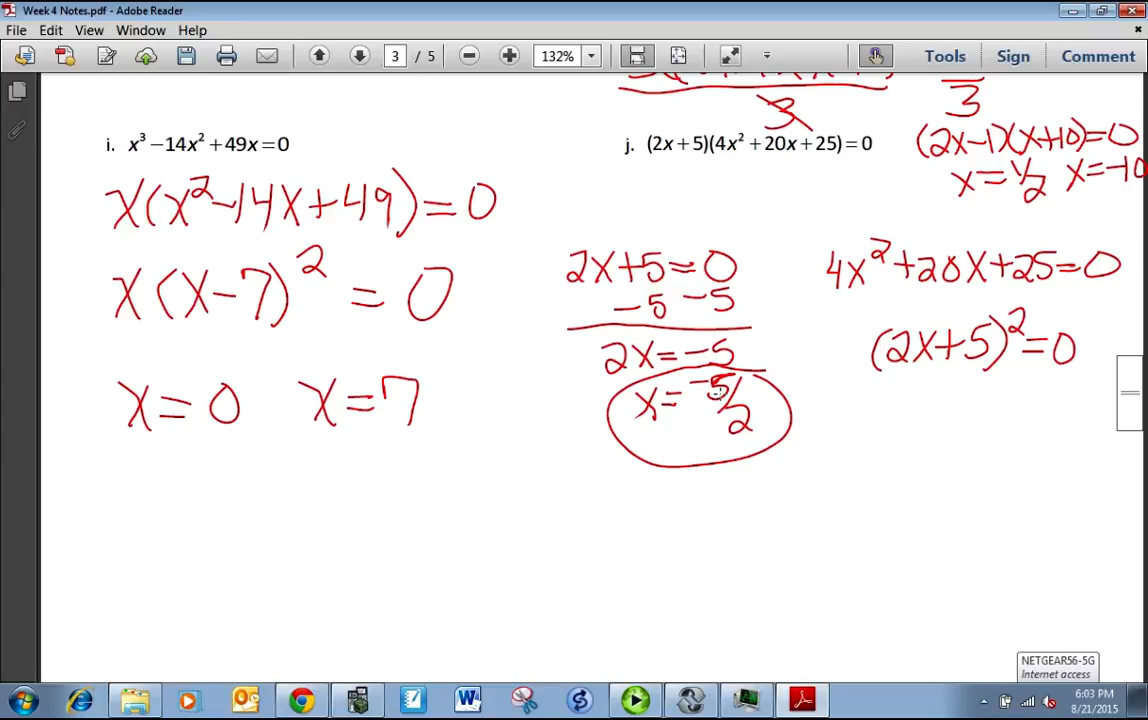 Week 4 Notes.pdf - Adobe Reader
File Edit View Window Help
3 / 5 132% Tools Sign Comment
3
3
(2x-1)(x+10)=0
x=1/2 x=-10
i. x³ −14x² +49x = 0
x(x²-14x+49)=0
x(x-7)² = 0
x=0 x=7
j. (2x+5)(4x² +20x+25) = 0
2x+5=0
-5 -5
2x=-5
x=-5/2
4x²+20x+25=0
(2x+5)²=0
NETGEAR56-5G
Internet access
6:03 PM
8/21/2015